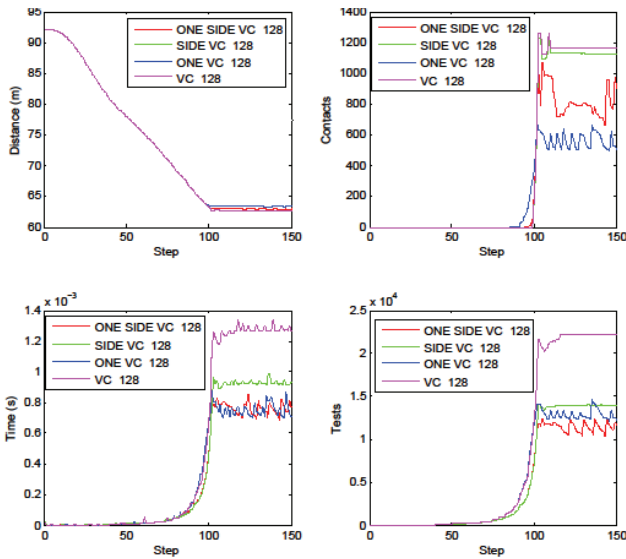 95
90
85
80
75
70
65
60
0
50
100
150
Distance (m)
Step
ONE SIDE VC 128
SIDE VC 128
ONE VC 128
VC 128
1400
1200
1000
800
600
400
200
0
0
50
100
150
Contacts
Step
ONE SIDE VC 128
SIDE VC 128
ONE VC 128
VC 128
x 10⁻³
1.4
1.2
1
0.8
0.6
0.4
0.2
0
0
50
100
150
Time (s)
Step
ONE SIDE VC 128
SIDE VC 128
ONE VC 128
VC 128
x 10⁴
2.5
2
1.5
1
0.5
0
0
50
100
150
Tests
Step
ONE SIDE VC 128
SIDE VC 128
ONE VC 128
VC 128